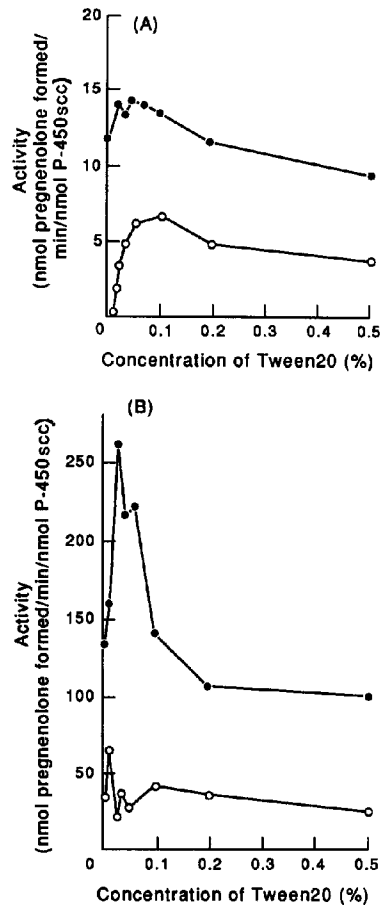 (A)
Activity
(nmol pregnenolone formed/
min/nmol P-450scc)
20
15
10
5
0 0.1 0.2 0.3 0.4 0.5
Concentration of Tween20 (%)
(B)
Activity
(nmol pregnenolone formed/min/nmol P-450scc)
250
200
150
100
50
0 0.1 0.2 0.3 0.4 0.5
Concentration of Tween20 (%)